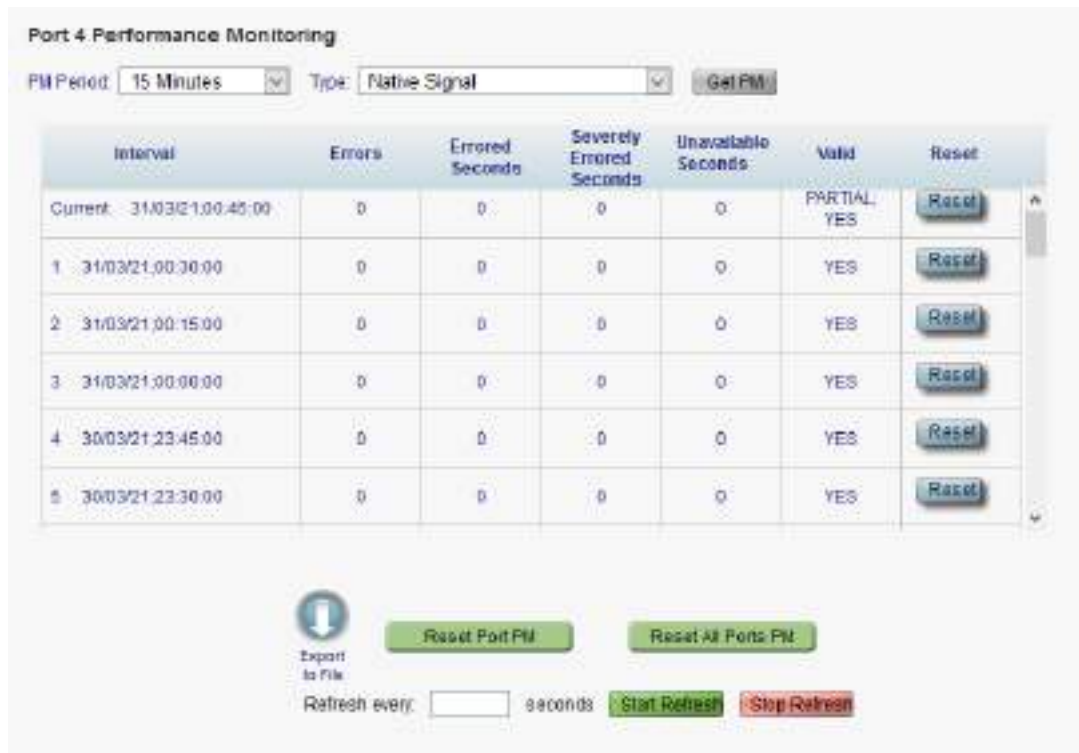 Port 4 Performance Monitoring
PM Period: 15 Minutes Type: Native Signal Get PM
Interval Errors Errored Seconds Severely Errored Seconds Unavailable Seconds Valid Reset
Current 31/03/21;00:45:00 0 0 0 0 PARTIAL, YES Reset
1 31/03/21;00:30:00 0 0 0 0 YES Reset
2 31/03/21;00:15:00 0 0 0 0 YES Reset
3 31/03/21;00:00:00 0 0 0 0 YES Reset
4 30/03/21;23:45:00 0 0 0 0 YES Reset
5 30/03/21;23:30:00 0 0 0 0 YES Reset
Export to File
Reset Port PM Reset All Ports PM
Refresh every: seconds Start Refresh Stop Refresh